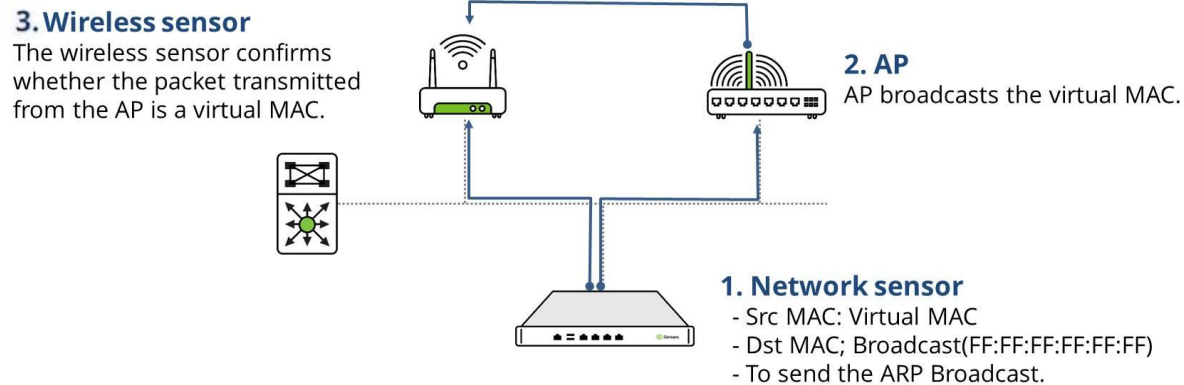 3. Wireless sensor
The wireless sensor confirms
whether the packet transmitted
from the AP is a virtual MAC.
2. AP
AP broadcasts the virtual MAC.
1. Network sensor
- Src MAC: Virtual MAC
- Dst MAC; Broadcast(FF:FF:FF:FF:FF:FF)
- To send the ARP Broadcast.